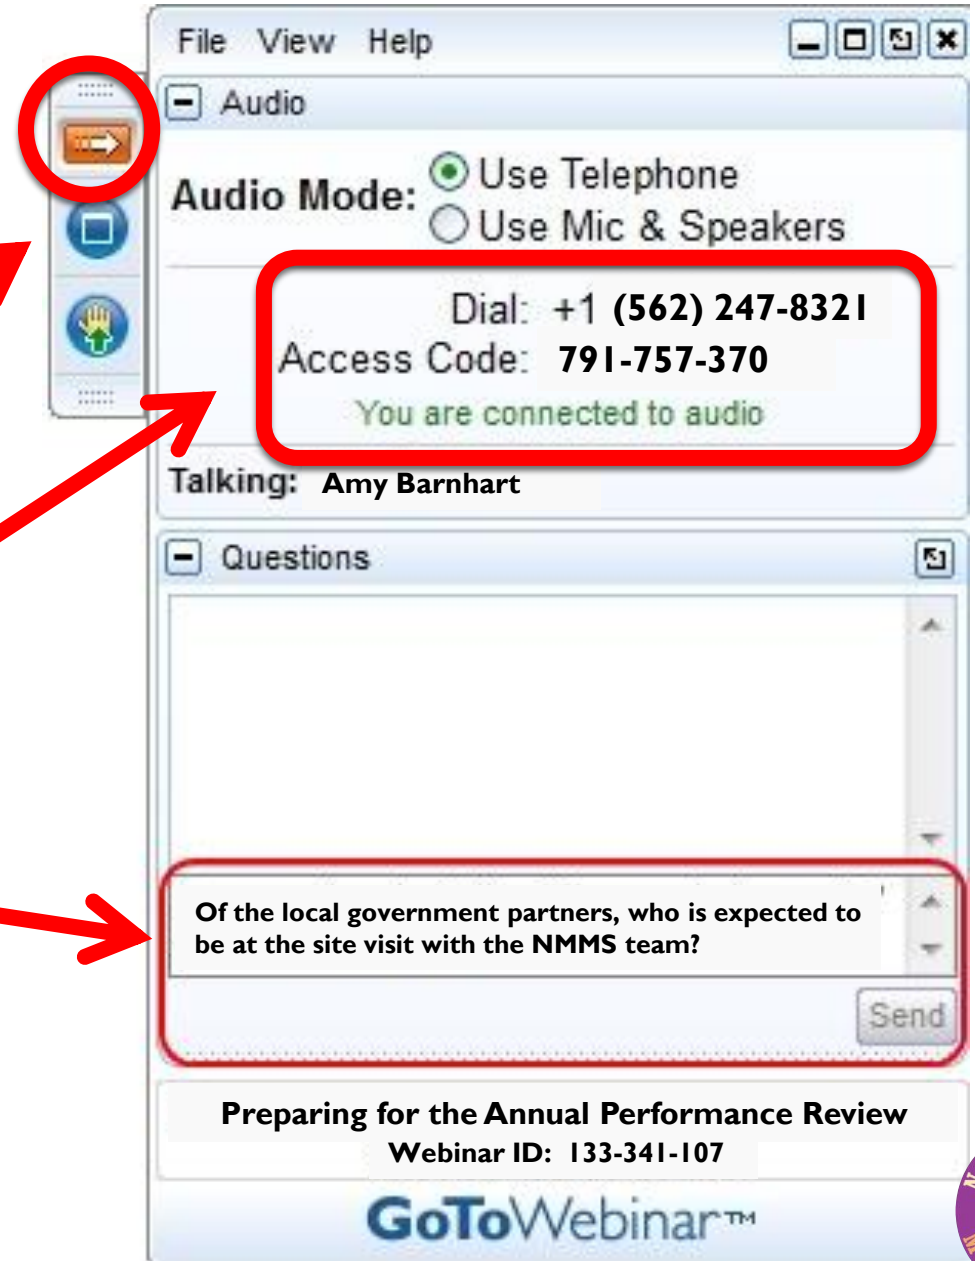 File View Help
Audio
Audio Mode: Use Telephone
Use Mic & Speakers
Dial: +1 (562) 247-8321
Access Code: 791-757-370
You are connected to audio
Talking: Amy Barnhart
Questions
Of the local government partners, who is expected to
be at the site visit with the NMMS team?
Send
Preparing for the Annual Performance Review
Webinar ID: 133-341-107
GoToWebinar™